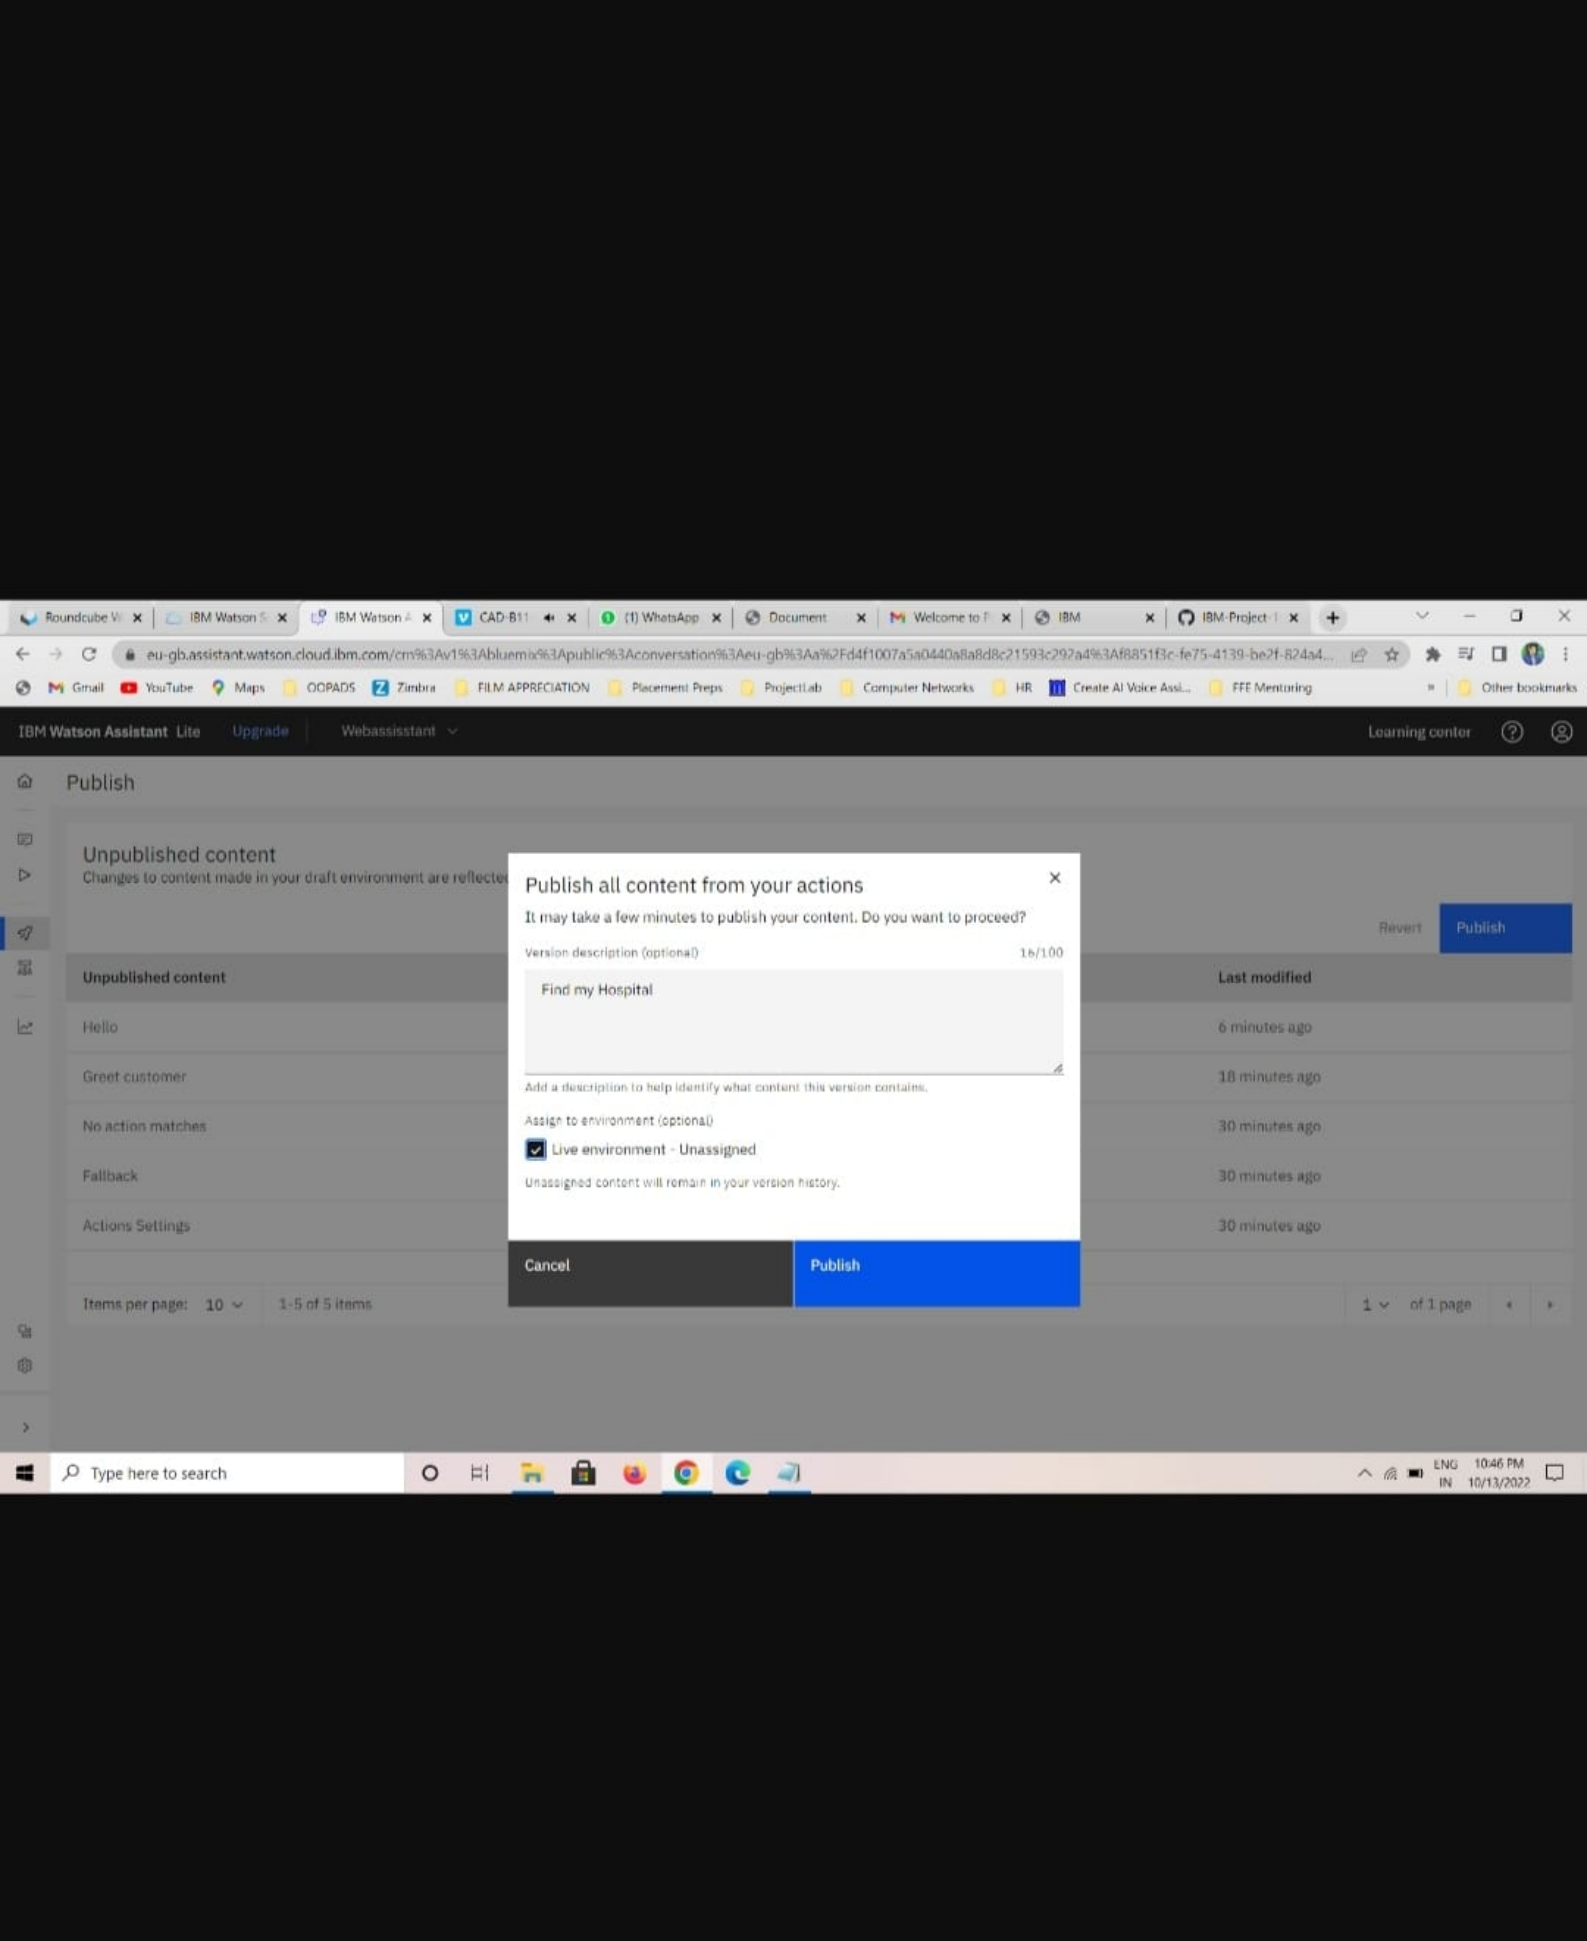 Roundcube W
IBM Watson S
IBM Watson A
CAD-B11
(1) WhatsApp
Document
Welcome to P
IBM
IBM-Project-1
Gmail
YouTube
Maps
OOPADS
Zimbra
FILM APPRECIATION
Placement Preps
ProjectLab
Computer Networks
HR
Create AI Voice Assi...
FFE Mentoring
»
Other bookmarks
IBM Watson Assistant Lite
Upgrade
Webassisstant
Learning center
Publish
Unpublished content
Changes to content made in your draft environment are reflected
Revert
Publish
Unpublished content
Last modified
Hello
6 minutes ago
Greet customer
18 minutes ago
No action matches
30 minutes ago
Fallback
30 minutes ago
Actions Settings
30 minutes ago
Items per page: 10
1-5 of 5 items
1
of 1 page
Publish all content from your actions
It may take a few minutes to publish your content. Do you want to proceed?
Version description (optional)
16/100
Find my Hospital
Add a description to help identify what content this version contains.
Assign to environment (optional)
Live environment - Unassigned
Unassigned content will remain in your version history.
Cancel
Publish
Type here to search
ENG
IN
10:46 PM
10/13/2022